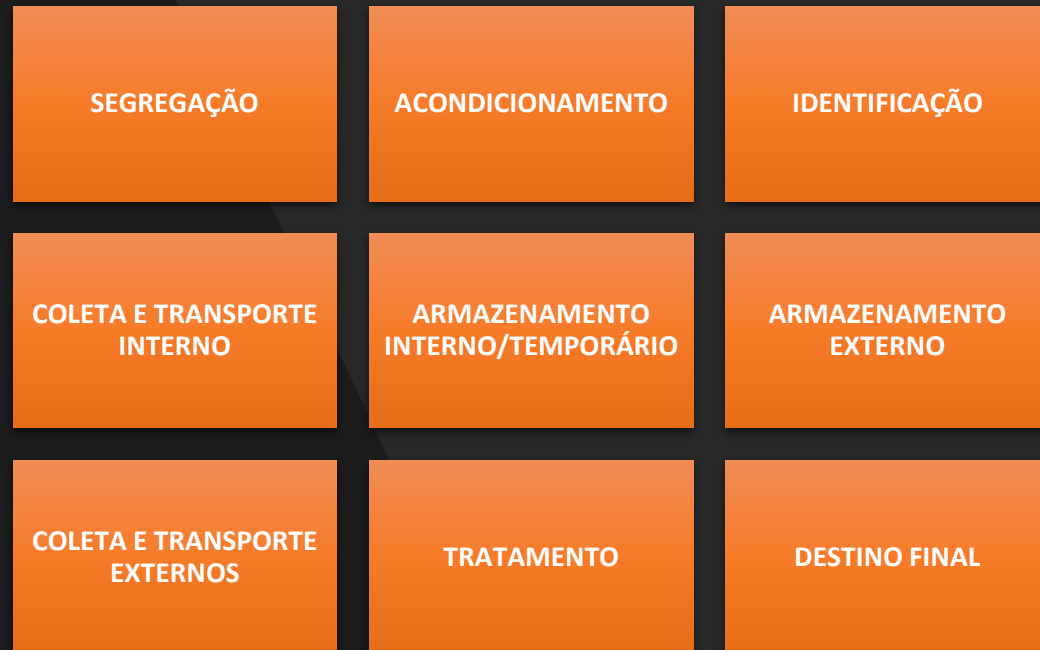 SEGREGAÇÃO
ACONDICIONAMENTO
IDENTIFICAÇÃO
COLETA E TRANSPORTE
INTERNO
ARMAZENAMENTO
INTERNO/TEMPORÁRIO
ARMAZENAMENTO
EXTERNO
COLETA E TRANSPORTE
EXTERNOS
TRATAMENTO
DESTINO FINAL